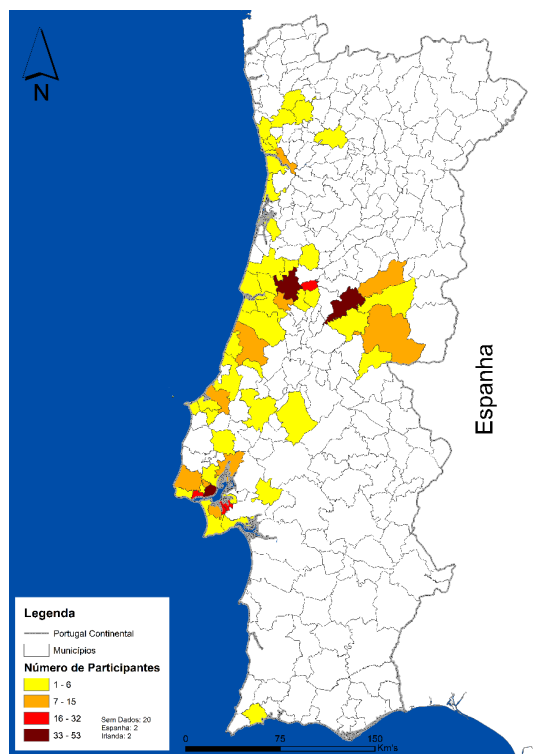 N
Espanha
Legenda
Portugal Continental
Municípios
Número de Participantes
1 - 6
7 - 15
16 - 32
33 - 53
Sem Dados: 20
Espanha: 2
Irlanda: 2
0 75 150
Km's